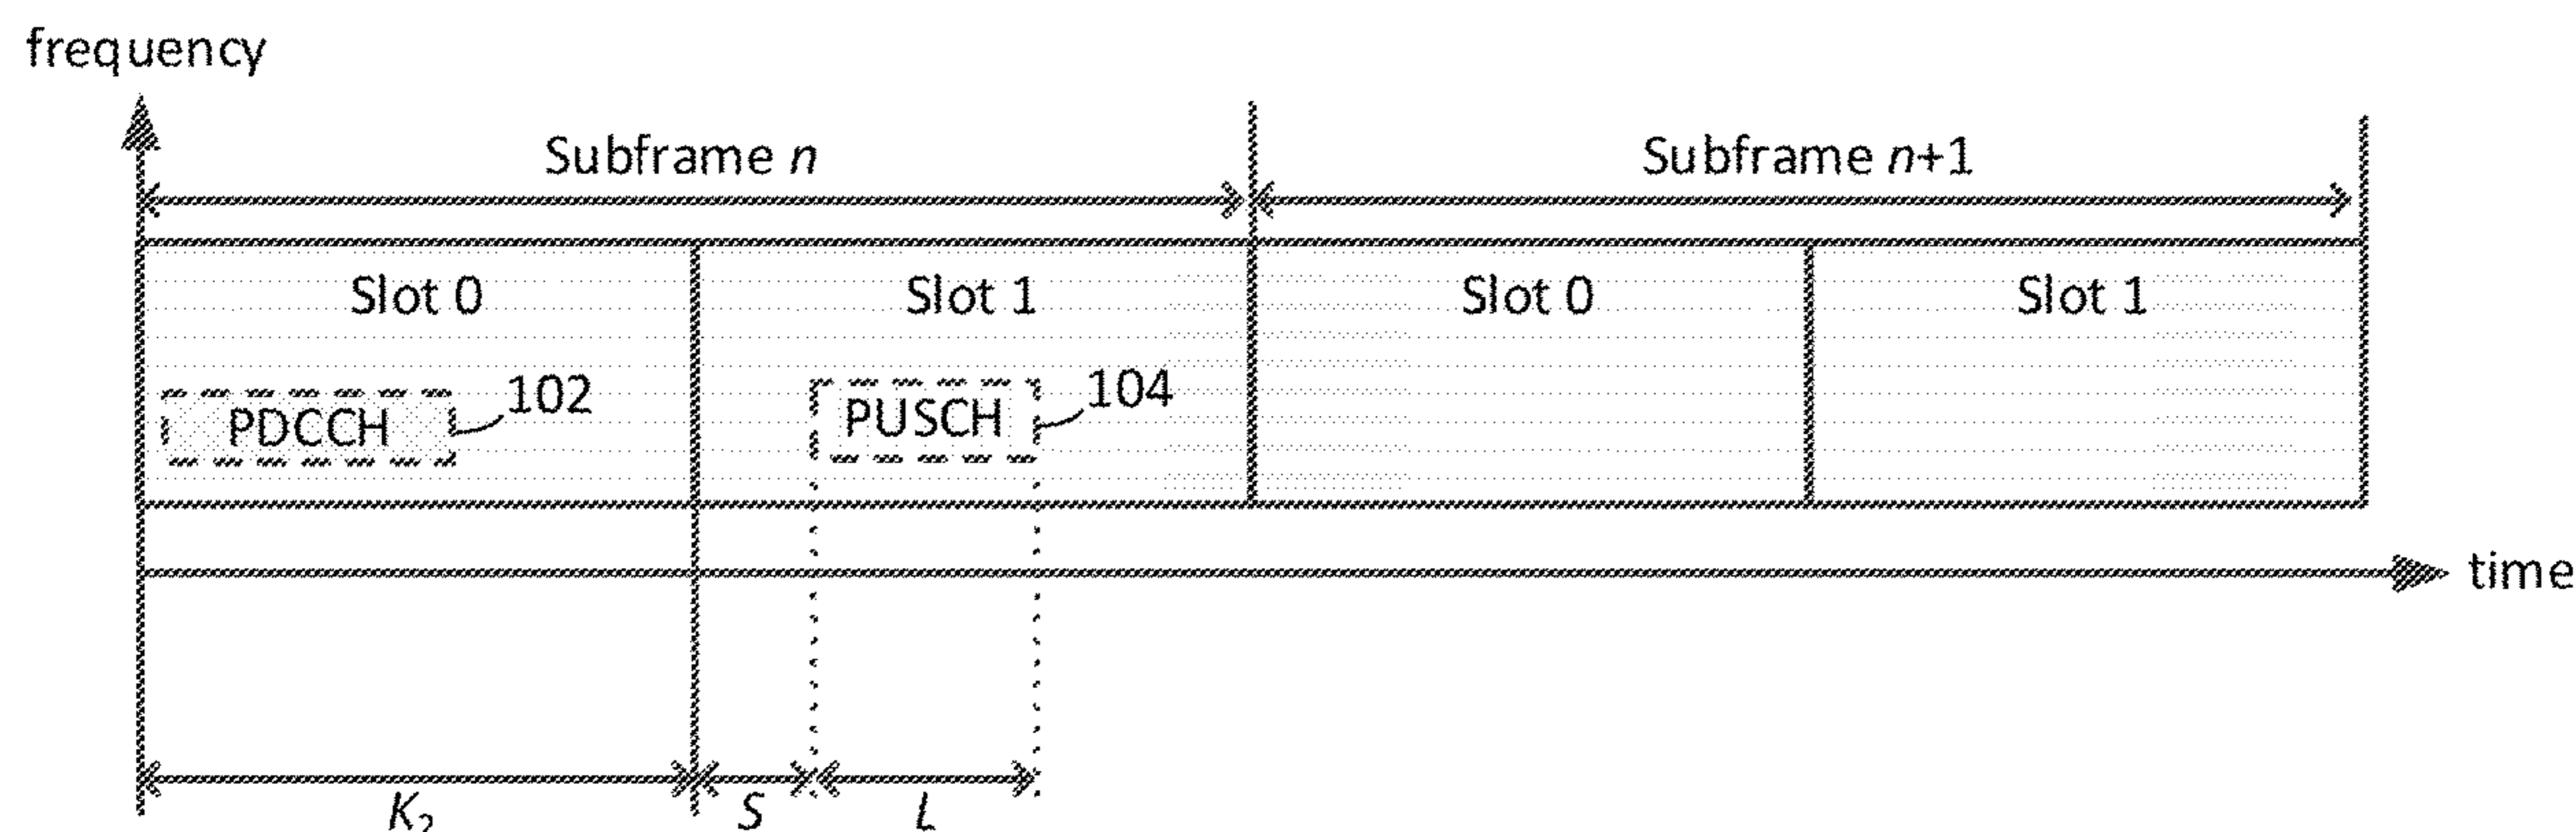 frequency
Subframe n
Subframe n+1
Slot 0
Slot 1
Slot 0
Slot 1
PDCCH
102
PUSCH
104
time
K₂
S
L